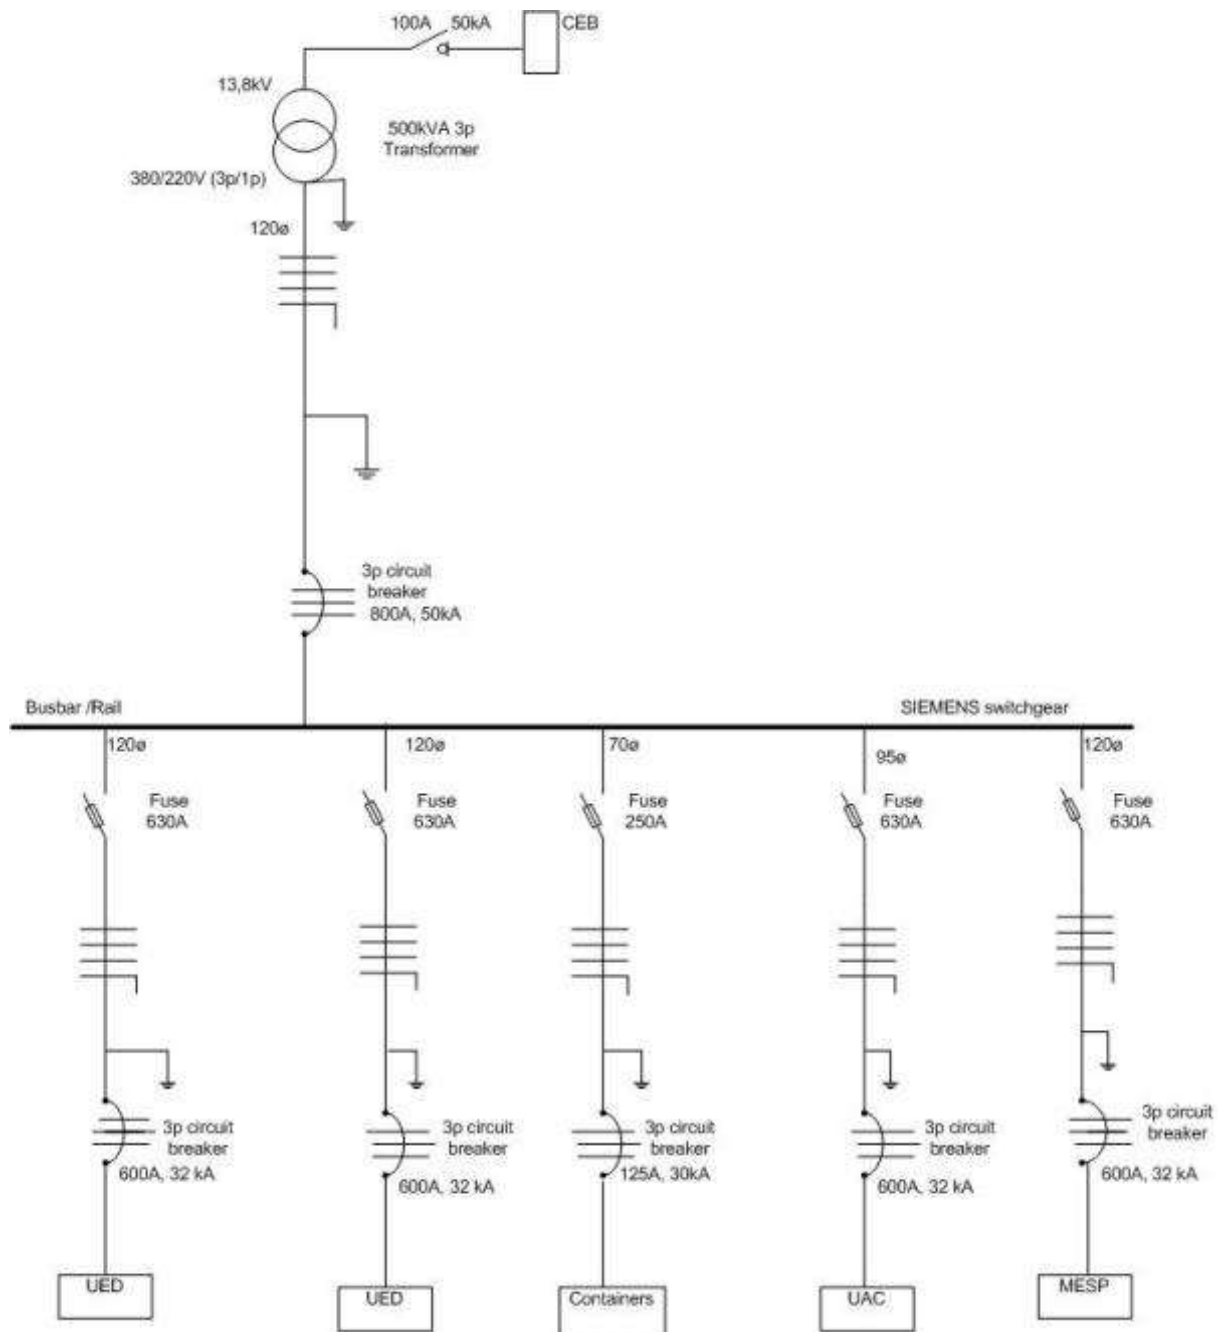 100A 50kA
CEB
13,8kV
500kVA 3p
Transformer
380/220V (3p/1p)
120ø
3p circuit
breaker
800A, 50kA
Busbar /Rail
SIEMENS switchgear
120ø
120ø
70ø
95ø
120ø
Fuse
630A
Fuse
630A
Fuse
250A
Fuse
630A
Fuse
630A
3p circuit
breaker
600A, 32 kA
3p circuit
breaker
600A, 32 kA
3p circuit
breaker
125A, 30kA
3p circuit
breaker
600A, 32 kA
3p circuit
breaker
600A, 32 kA
UED
UED
Containers
UAC
MESP